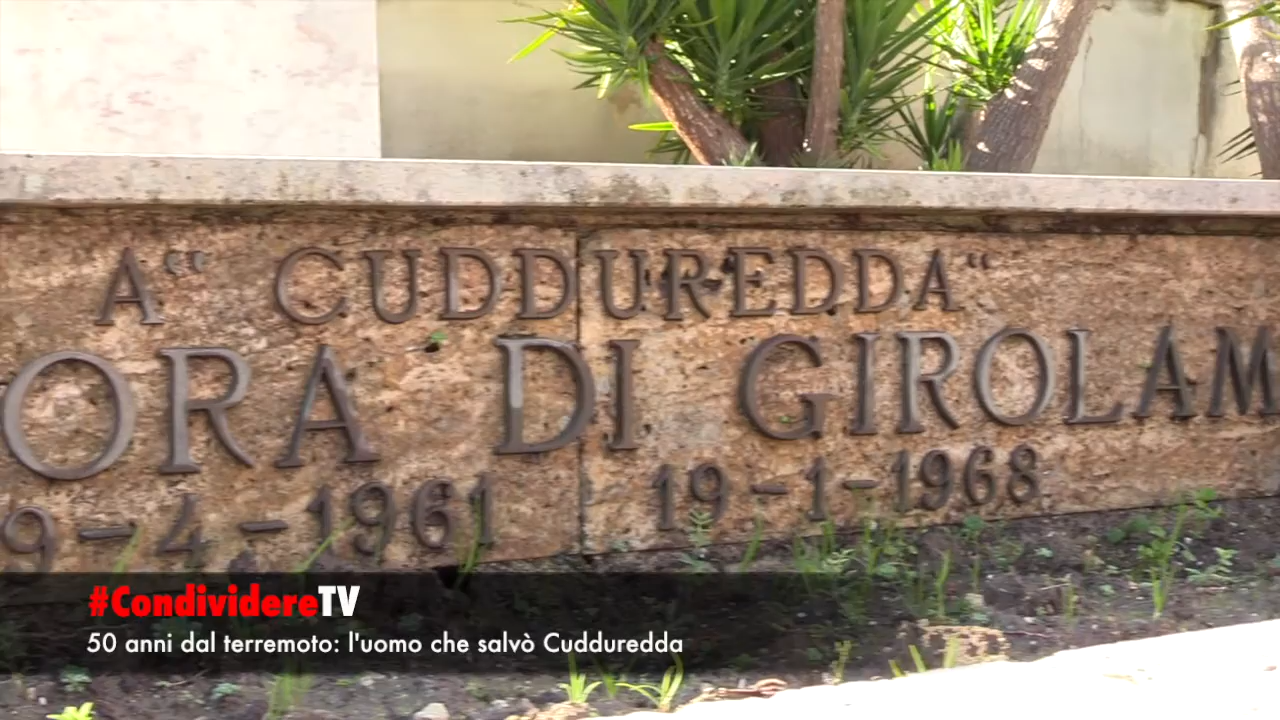 A " CUDDUREDDA "
ORA DI GIROLAM
9-4-1961 19-1-1968
#CondividereTV
50 anni dal terremoto: l'uomo che salvò Cudduredda